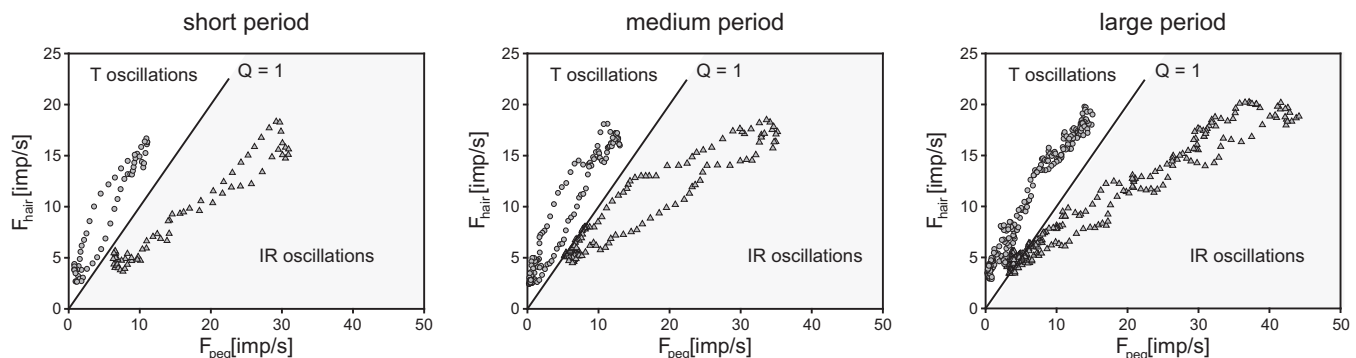 short period
25
20
15
10
5
0
F_hair [imp/s]
T oscillations
Q = 1
IR oscillations
0 10 20 30 40 50
F_peg[imp/s]
medium period
25
20
15
10
5
0
F_hair [imp/s]
T oscillations
Q = 1
IR oscillations
0 10 20 30 40 50
F_peg[imp/s]
large period
25
20
15
10
5
0
F_hair [imp/s]
T oscillations
Q = 1
IR oscillations
0 10 20 30 40 50
F_peg[imp/s]